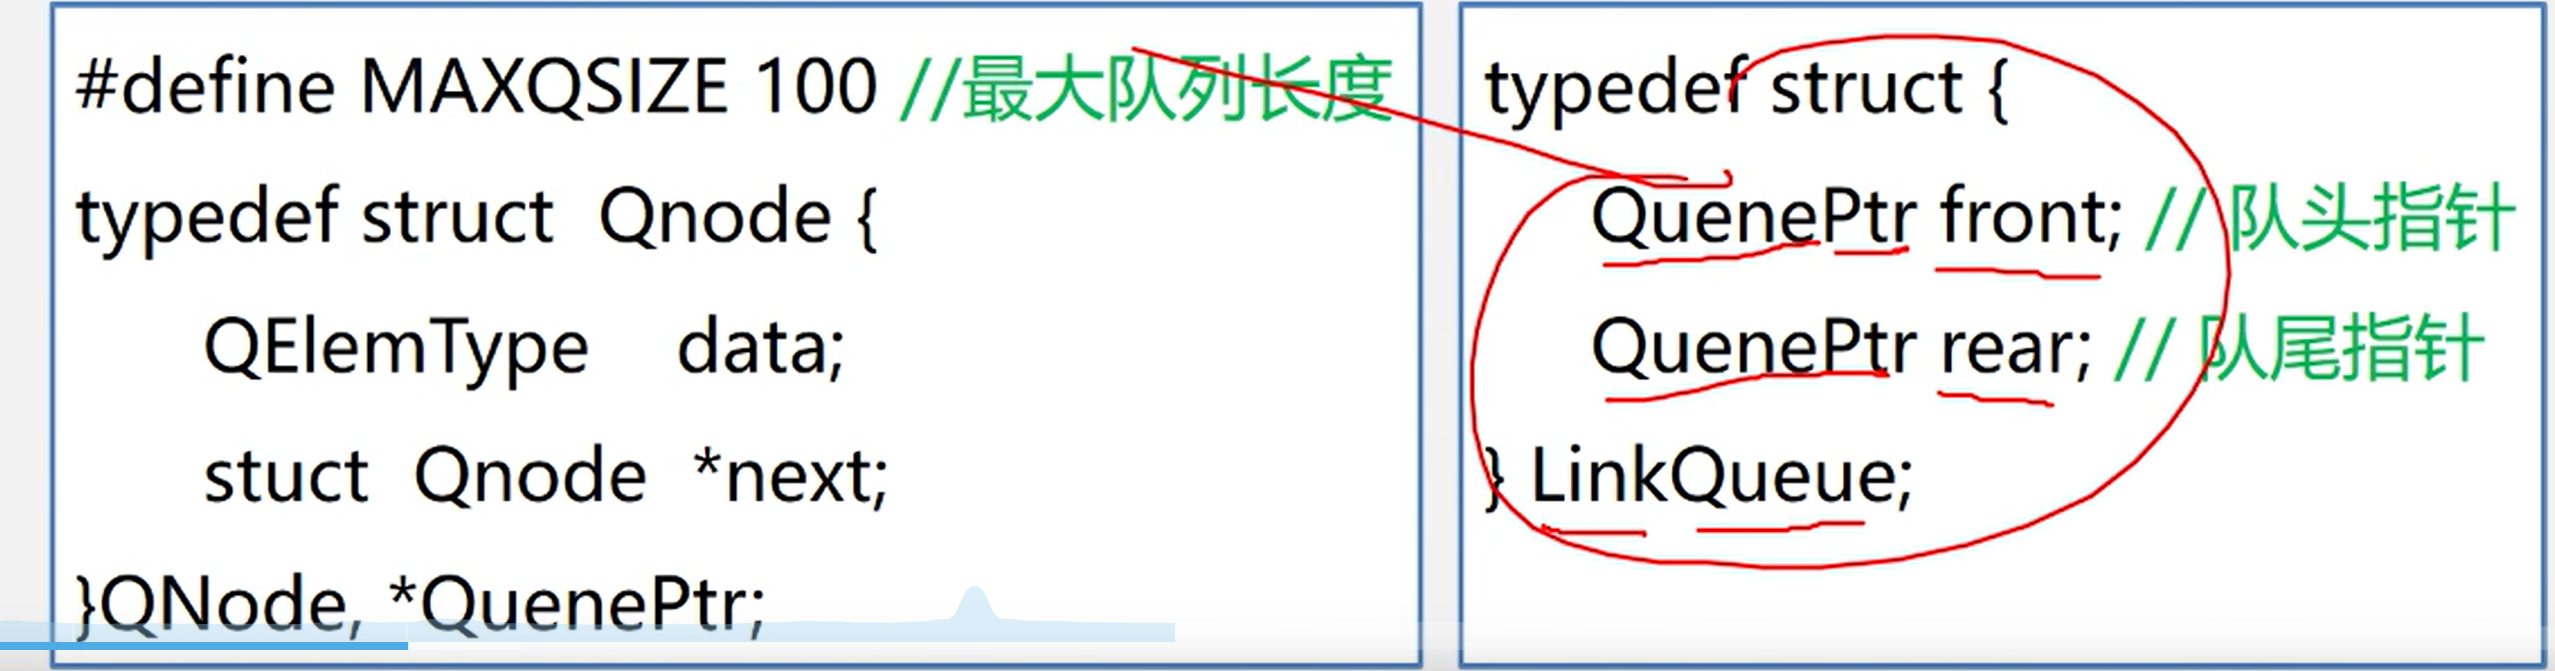 #define MAXQSIZE 100 //最大队列长度
typedef struct Qnode {
QElemType data;
stuct Qnode *next;
}QNode, *QuenePtr;
typedef struct {
QuenePtr front; // 队头指针
QuenePtr rear; // 队尾指针
} LinkQueue;